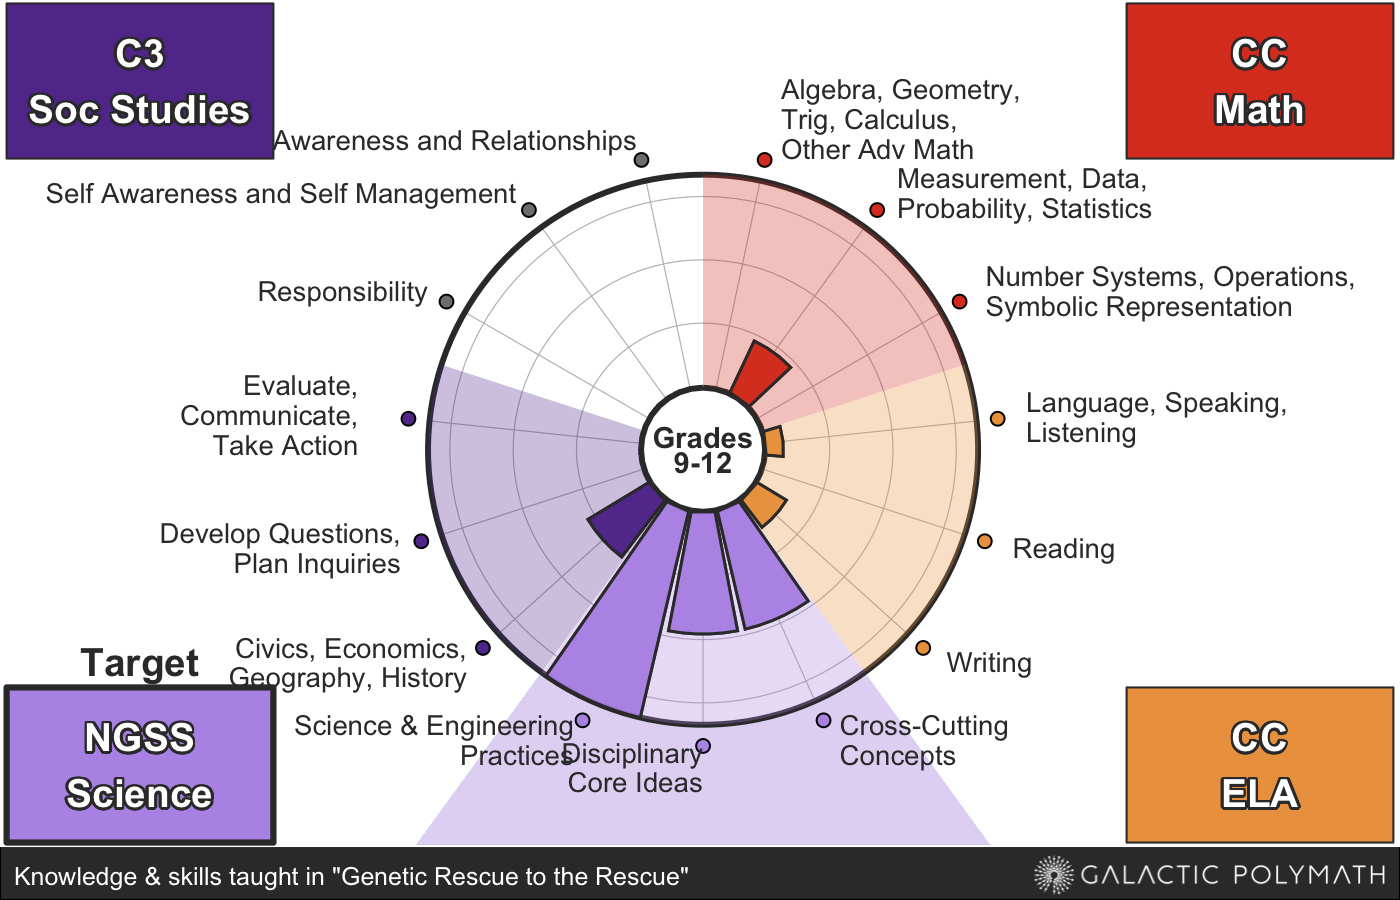 C3
Soc Studies
CC
Math
Algebra, Geometry,
Trig, Calculus,
Other Adv Math
Awareness and Relationships
Measurement, Data,
Probability, Statistics
Self Awareness and Self Management
Number Systems, Operations,
Symbolic Representation
Responsibility
Evaluate,
Communicate,
Take Action
Language, Speaking,
Listening
Grades
9-12
Develop Questions,
Plan Inquiries
Reading
Civics, Economics,
Geography, History
Writing
Target
NGSS
Science
Science & Engineering
Practices
Disciplinary
Core Ideas
Cross-Cutting
Concepts
CC
ELA
Knowledge & skills taught in "Genetic Rescue to the Rescue"
GALACTIC POLYMATH